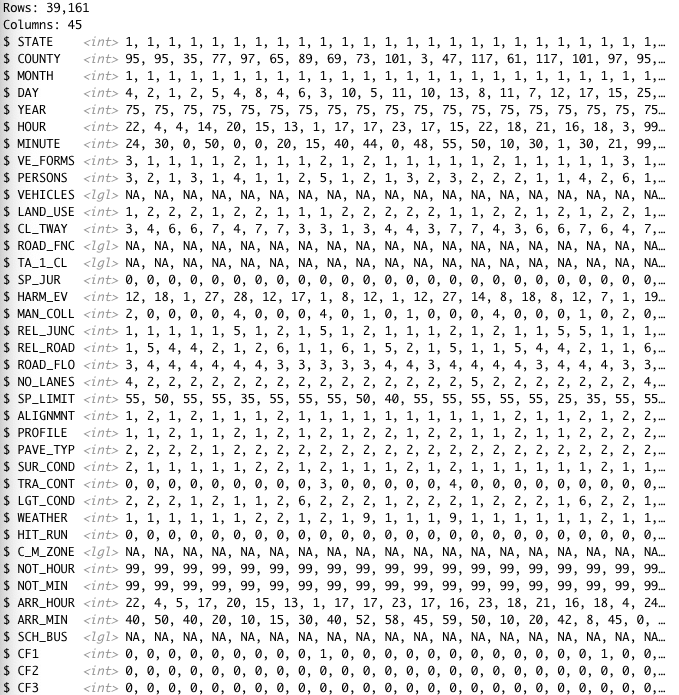 Rows: 39,161
Columns: 45
$ STATE <int> 1, 1, 1, 1, 1, 1, 1, 1, 1, 1, 1, 1, 1, 1, 1, 1, 1, 1, 1, 1, 1, 1, 1, 1, 1,…
$ COUNTY <int> 95, 95, 35, 77, 97, 65, 89, 69, 73, 101, 3, 47, 117, 61, 117, 101, 97, 95,…
$ MONTH <int> 1, 1, 1, 1, 1, 1, 1, 1, 1, 1, 1, 1, 1, 1, 1, 1, 1, 1, 1, 1, 1, 1, 1, 1, 1,…
$ DAY <int> 4, 2, 1, 2, 5, 4, 8, 4, 6, 3, 10, 5, 11, 10, 13, 8, 11, 7, 12, 17, 15, 25,…
$ YEAR <int> 75, 75, 75, 75, 75, 75, 75, 75, 75, 75, 75, 75, 75, 75, 75, 75, 75, 75, 75…
$ HOUR <int> 22, 4, 4, 14, 20, 15, 13, 1, 17, 17, 23, 17, 15, 22, 18, 21, 16, 18, 3, 99…
$ MINUTE <int> 24, 30, 0, 50, 0, 0, 20, 15, 40, 44, 0, 48, 55, 50, 10, 30, 1, 30, 21, 99,…
$ VE_FORMS <int> 3, 1, 1, 1, 1, 2, 1, 1, 1, 2, 1, 2, 1, 1, 1, 1, 1, 2, 1, 1, 1, 1, 1, 3, 1,…
$ PERSONS <int> 3, 2, 1, 3, 1, 4, 1, 1, 2, 5, 1, 2, 1, 3, 2, 3, 2, 2, 2, 1, 1, 4, 2, 6, 1,…
$ VEHICLES <lgl> NA, NA, NA, NA, NA, NA, NA, NA, NA, NA, NA, NA, NA, NA, NA, NA, NA, NA, NA…
$ LAND_USE <int> 1, 2, 2, 2, 1, 2, 2, 1, 1, 1, 2, 2, 2, 2, 2, 1, 1, 2, 2, 1, 2, 1, 2, 2, 1,…
$ CL_TWAY <int> 3, 4, 6, 6, 7, 4, 7, 7, 3, 3, 1, 3, 4, 4, 3, 7, 7, 4, 3, 6, 6, 7, 6, 4, 7,…
$ ROAD_FNC <lgl> NA, NA, NA, NA, NA, NA, NA, NA, NA, NA, NA, NA, NA, NA, NA, NA, NA, NA, NA…
$ TA_1_CL <lgl> NA, NA, NA, NA, NA, NA, NA, NA, NA, NA, NA, NA, NA, NA, NA, NA, NA, NA, NA…
$ SP_JUR <int> 0, 0, 0, 0, 0, 0, 0, 0, 0, 0, 0, 0, 0, 0, 0, 0, 0, 0, 0, 0, 0, 0, 0, 0, 0,…
$ HARM_EV <int> 12, 18, 1, 27, 28, 12, 17, 1, 8, 12, 1, 12, 27, 14, 8, 18, 8, 12, 7, 1, 19…
$ MAN_COLL <int> 2, 0, 0, 0, 0, 4, 0, 0, 0, 4, 0, 1, 0, 1, 0, 0, 0, 4, 0, 0, 0, 1, 0, 2, 0,…
$ REL_JUNC <int> 1, 1, 1, 1, 1, 5, 1, 2, 1, 5, 1, 2, 1, 1, 1, 2, 1, 2, 1, 1, 5, 5, 1, 1, 1,…
$ REL_ROAD <int> 1, 5, 4, 4, 2, 1, 2, 6, 1, 1, 6, 1, 5, 2, 1, 5, 1, 1, 5, 4, 4, 2, 1, 1, 6,…
$ ROAD_FLO <int> 3, 4, 4, 4, 4, 4, 4, 3, 3, 3, 3, 3, 4, 4, 3, 4, 4, 4, 4, 3, 4, 4, 4, 3, 3,…
$ NO_LANES <int> 4, 2, 2, 2, 2, 2, 2, 2, 2, 2, 2, 2, 2, 2, 2, 2, 5, 2, 2, 2, 2, 2, 2, 2, 4,…
$ SP_LIMIT <int> 55, 50, 55, 55, 35, 55, 55, 55, 55, 50, 40, 55, 55, 55, 55, 55, 25, 35, 55, 55…
$ ALIGNMNT <int> 1, 2, 1, 2, 1, 1, 1, 2, 1, 1, 1, 1, 1, 1, 1, 1, 1, 1, 2, 1, 1, 2, 1, 2, 2,…
$ PROFILE <int> 1, 1, 2, 1, 1, 2, 1, 2, 1, 2, 1, 2, 2, 1, 2, 2, 1, 1, 2, 1, 1, 2, 2, 2, 2,…
$ PAVE_TYP <int> 2, 2, 2, 2, 1, 2, 2, 2, 2, 1, 2, 2, 2, 2, 2, 2, 2, 2, 2, 2, 2, 2, 2, 2, 2,…
$ SUR_COND <int> 2, 1, 1, 1, 1, 1, 2, 2, 1, 2, 1, 1, 1, 2, 1, 2, 1, 1, 1, 1, 1, 1, 2, 1, 1,…
$ TRA_CONT <int> 0, 0, 0, 0, 0, 0, 0, 0, 0, 3, 0, 0, 0, 0, 0, 4, 0, 0, 0, 0, 0, 0, 0, 0, 0,…
$ LGT_COND <int> 2, 2, 2, 1, 2, 1, 1, 2, 6, 2, 2, 2, 1, 2, 2, 2, 1, 2, 2, 2, 1, 6, 2, 2, 1,…
$ WEATHER <int> 1, 1, 1, 1, 1, 1, 2, 2, 1, 2, 1, 9, 1, 1, 1, 9, 1, 1, 1, 1, 1, 1, 2, 1, 1,…
$ HIT_RUN <int> 0, 0, 0, 0, 0, 0, 0, 0, 0, 0, 0, 0, 0, 0, 0, 0, 0, 0, 0, 0, 0, 0, 0, 0, 0,…
$ C_M_ZONE <lgl> NA, NA, NA, NA, NA, NA, NA, NA, NA, NA, NA, NA, NA, NA, NA, NA, NA, NA, NA…
$ NOT_HOUR <int> 99, 99, 99, 99, 99, 99, 99, 99, 99, 99, 99, 99, 99, 99, 99, 99, 99, 99, 99…
$ NOT_MIN <int> 99, 99, 99, 99, 99, 99, 99, 99, 99, 99, 99, 99, 99, 99, 99, 99, 99, 99, 99…
$ ARR_HOUR <int> 22, 4, 5, 17, 20, 15, 13, 1, 17, 17, 23, 17, 16, 23, 18, 21, 16, 18, 4, 24…
$ ARR_MIN <int> 40, 50, 40, 20, 10, 15, 30, 40, 52, 58, 45, 59, 50, 10, 20, 42, 8, 45, 0, …
$ SCH_BUS <lgl> NA, NA, NA, NA, NA, NA, NA, NA, NA, NA, NA, NA, NA, NA, NA, NA, NA, NA, NA…
$ CF1 <int> 0, 0, 0, 0, 0, 0, 0, 0, 0, 1, 0, 0, 0, 0, 0, 0, 0, 0, 0, 0, 0, 0, 1, 0, 0,…
$ CF2 <int> 0, 0, 0, 0, 0, 0, 0, 0, 0, 0, 0, 0, 0, 0, 0, 0, 0, 0, 0, 0, 0, 0, 0, 0, 0,…
$ CF3 <int> 0, 0, 0, 0, 0, 0, 0, 0, 0, 0, 0, 0, 0, 0, 0, 0, 0, 0, 0, 0, 0, 0, 0, 0, 0,…